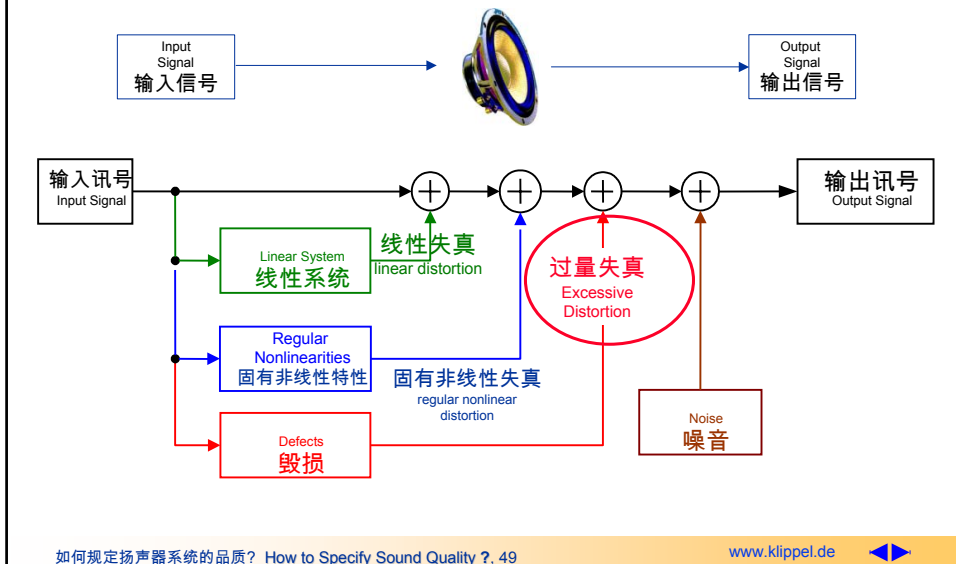 Input
Signal
输入信号
Output
Signal
输出信号
输入讯号
Input Signal
输出讯号
Output Signal
Linear System
线性系统
线性失真
linear distortion
过量失真
Excessive
Distortion
Regular
Nonlinearities
固有非线性特性
固有非线性失真
regular nonlinear
distortion
Noise
噪音
Defects
毁损
如何规定扬声器系统的品质？How to Specify Sound Quality ?, 49
www.klippel.de